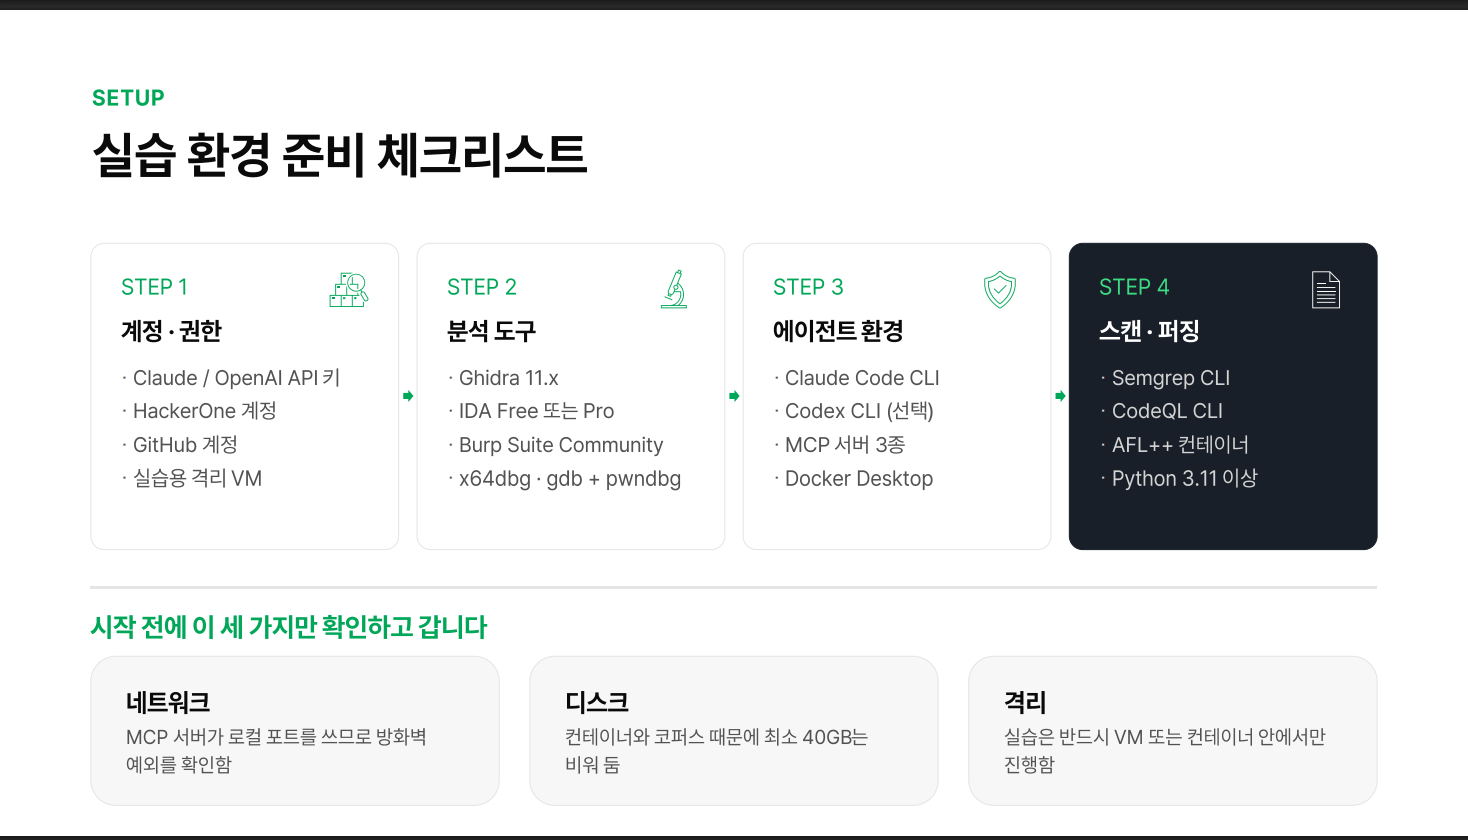 SETUP
실습 환경 준비 체크리스트
STEP 1
계정 · 권한
· Claude / OpenAI API 키
· HackerOne 계정
· GitHub 계정
· 실습용 격리 VM
STEP 2
분석 도구
· Ghidra 11.x
· IDA Free 또는 Pro
· Burp Suite Community
· x64dbg · gdb + pwndbg
STEP 3
에이전트 환경
· Claude Code CLI
· Codex CLI (선택)
· MCP 서버 3종
· Docker Desktop
STEP 4
스캔 · 퍼징
· Semgrep CLI
· CodeQL CLI
· AFL++ 컨테이너
· Python 3.11 이상
시작 전에 이 세 가지만 확인하고 갑니다
네트워크
MCP 서버가 로컬 포트를 쓰므로 방화벽
예외를 확인함
디스크
컨테이너와 코퍼스 때문에 최소 40GB는
비워 둠
격리
실습은 반드시 VM 또는 컨테이너 안에서만
진행함